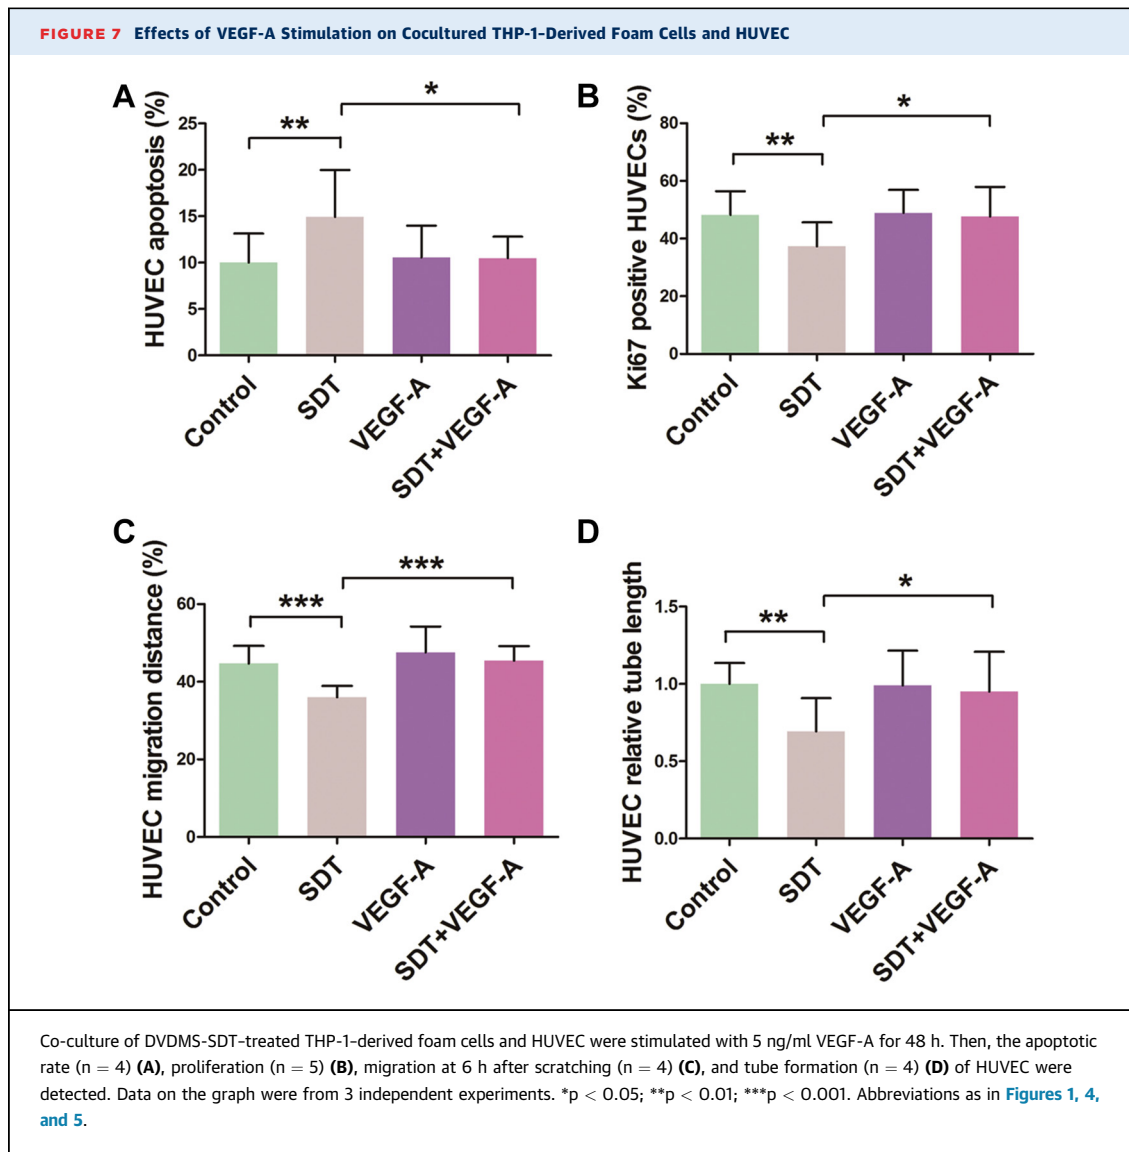 FIGURE 7 Effects of VEGF-A Stimulation on Cocultured THP-1-Derived Foam Cells and HUVEC
A
HUVEC apoptosis (%)
25
20
15
10
5
0
**
*
Control
SDT
VEGF-A
SDT+VEGF-A
B
Ki67 positive HUVECs (%)
80
60
40
20
0
**
*
Control
SDT
VEGF-A
SDT+VEGF-A
C
HUVEC migration distance (%)
60
40
20
0
***
***
Control
SDT
VEGF-A
SDT+VEGF-A
D
HUVEC relative tube length
1.5
1.0
0.5
0.0
**
*
Control
SDT
VEGF-A
SDT+VEGF-A
Co-culture of DVDMS-SDT-treated THP-1-derived foam cells and HUVEC were stimulated with 5 ng/ml VEGF-A for 48 h. Then, the apoptotic
rate (n = 4) (A), proliferation (n = 5) (B), migration at 6 h after scratching (n = 4) (C), and tube formation (n = 4) (D) of HUVEC were
detected. Data on the graph were from 3 independent experiments. *p < 0.05; **p < 0.01; ***p < 0.001. Abbreviations as in Figures 1, 4,
and 5.